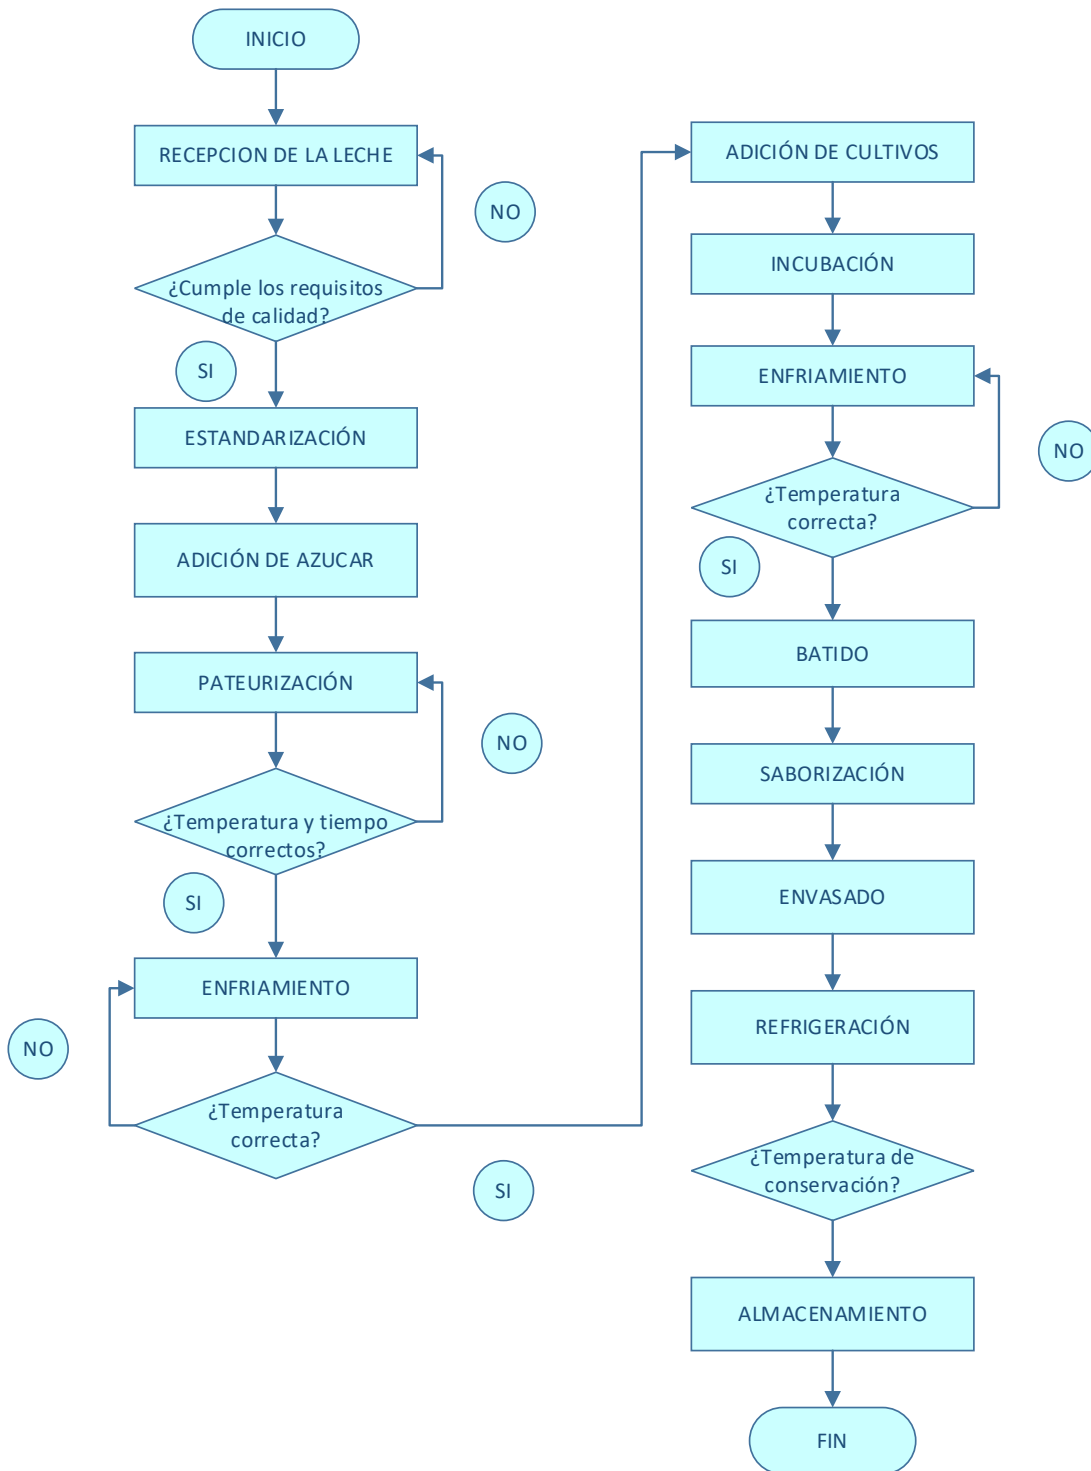 INICIO
RECEPCION DE LA LECHE
NO
¿Cumple los requisitos
de calidad?
SI
ESTANDARIZACIÓN
ADICIÓN DE AZUCAR
PATEURIZACIÓN
NO
¿Temperatura y tiempo
correctos?
SI
ENFRIAMIENTO
NO
¿Temperatura
correcta?
SI
ADICIÓN DE CULTIVOS
INCUBACIÓN
ENFRIAMIENTO
NO
¿Temperatura
correcta?
SI
BATIDO
SABORIZACIÓN
ENVASADO
REFRIGERACIÓN
¿Temperatura de
conservación?
ALMACENAMIENTO
FIN